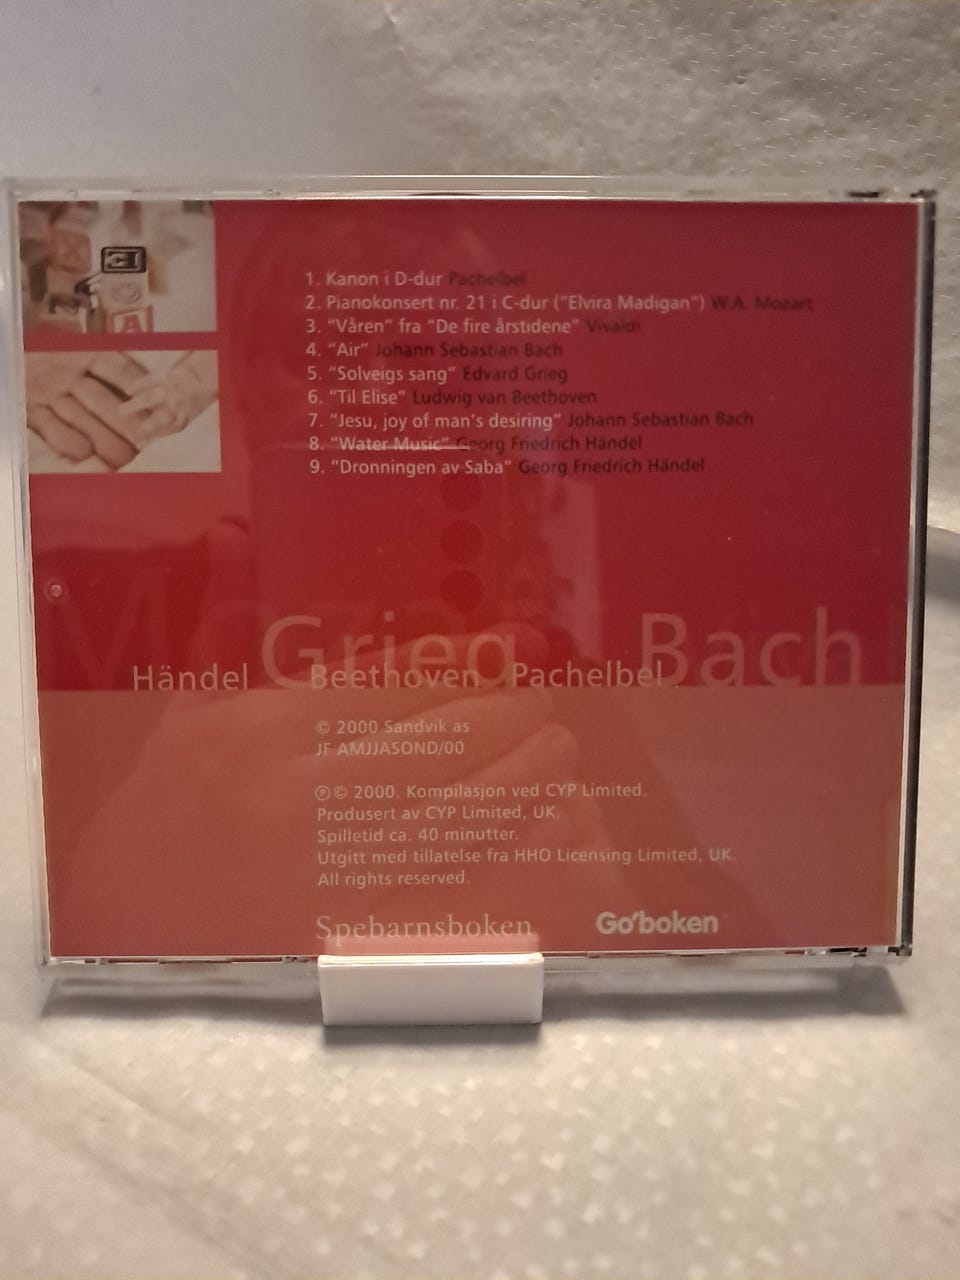 1. Kanon i D-dur Pachelbel
2. Pianokonsert nr. 21 i C-dur ("Elvira Madigan") W.A. Mozart
3. "Våren" fra "De fire årstidene" Vivaldi
4. "Air" Johann Sebastian Bach
5. "Solveigs sang" Edvard Grieg
6. "Til Elise" Ludwig van Beethoven
7. "Jesu, joy of man's desiring" Johann Sebastian Bach
8. "Water Music" Georg Friedrich Händel
9. "Dronningen av Saba" Georg Friedrich Händel
Mozart Grieg Bach
Händel Beethoven Pachelbel
© 2000 Sandvik as
JF AMJJASOND/00
℗© 2000. Kompilasjon ved CYP Limited.
Produsert av CYP Limited, UK.
Spilletid ca. 40 minutter.
Utgitt med tillatelse fra HHO Licensing Limited, UK.
All rights reserved.
Spebarnsboken Go'boken